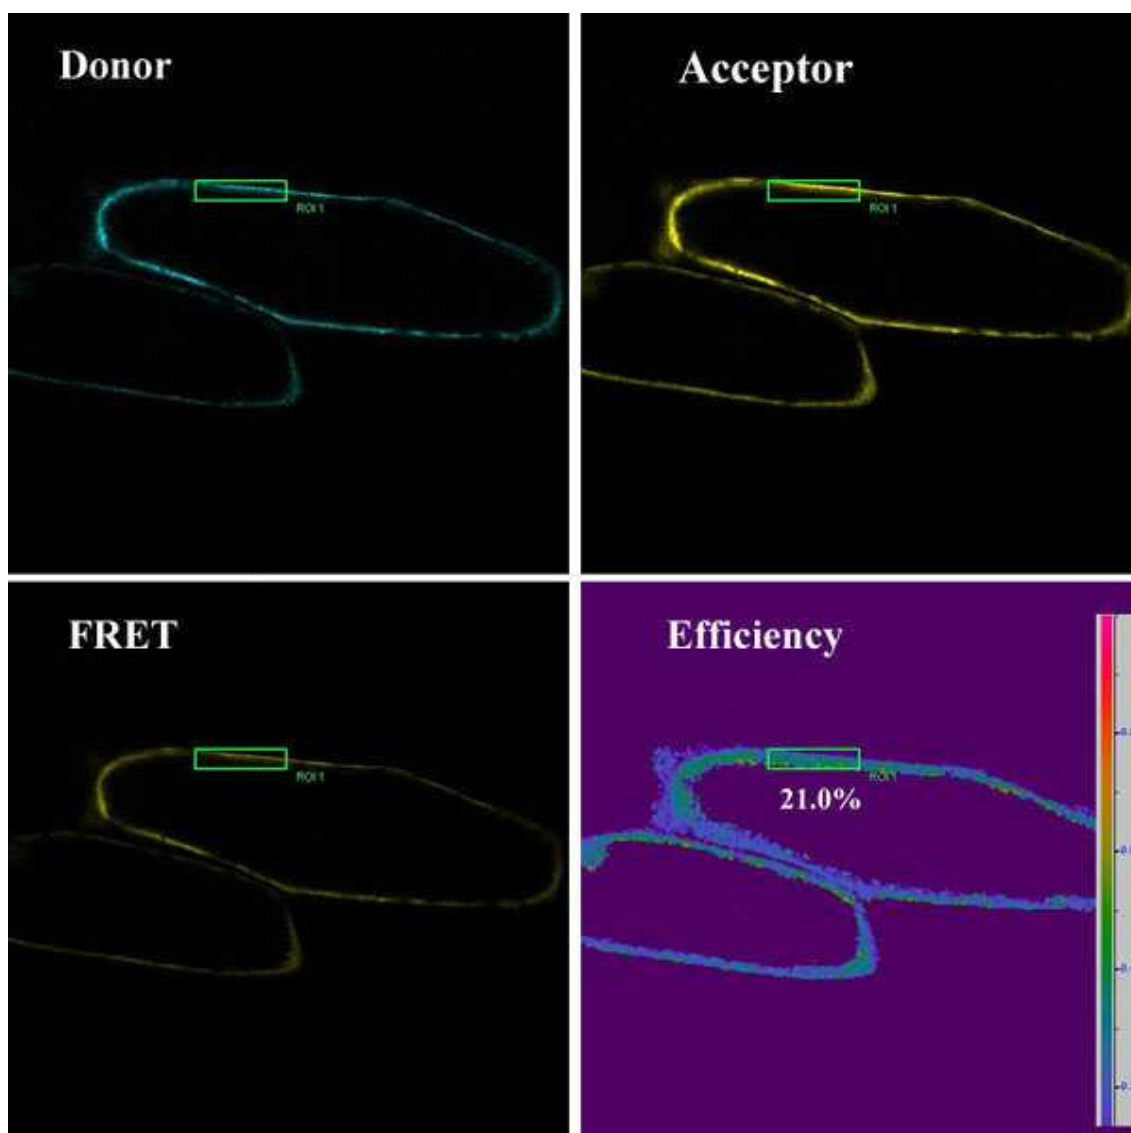 Donor
Acceptor
ROI 1
ROI 1
FRET
Efficiency
ROI 1
ROI 1
21.0%